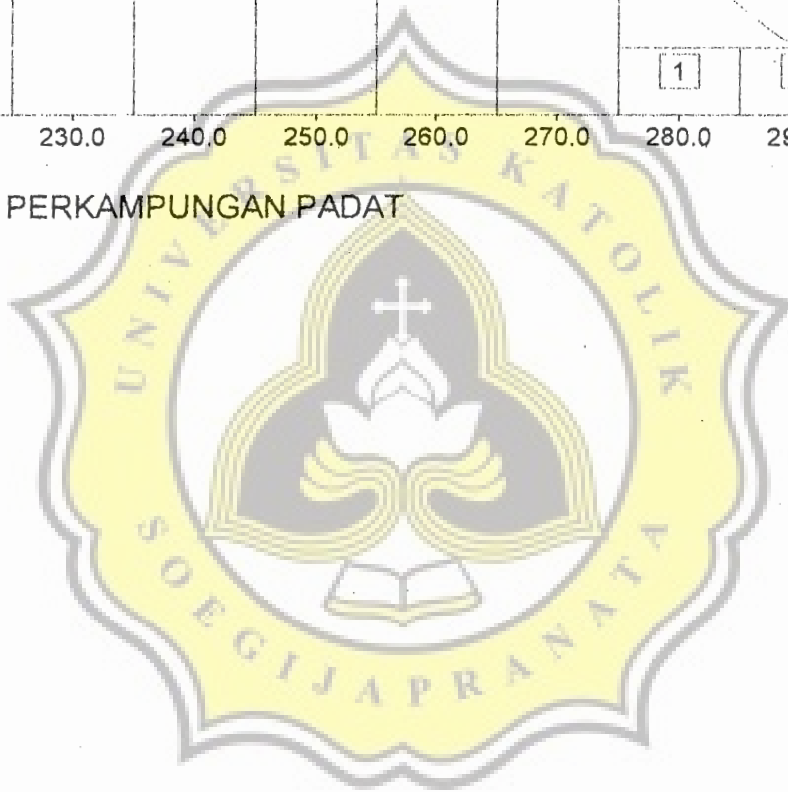 1
230.0 240.0 250.0 260.0 270.0 280.0
PERKAMPUNGAN PADAT
UNIVERSITAS KATOLIK
SOEGIJAPRANATA